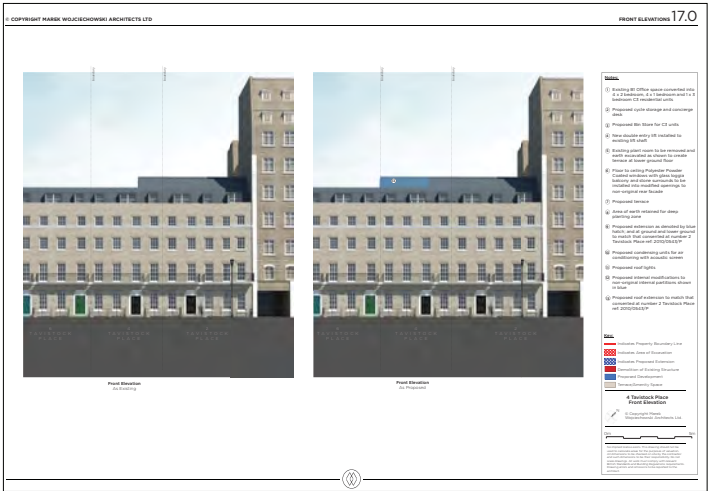 © COPYRIGHT MAREK WOJCIECHOWSKI ARCHITECTS LTD
FRONT ELEVATIONS 17.0
Front Elevation
As Existing
Front Elevation
As Proposed
Notes:
1 Existing B1 Office space converted into
4 x 2 bedroom, 3 x 1 bedroom and 1 x 3
bedroom C3 residential units
2 Proposed cycle storage and concierge
desk
3 Proposed Bin Store for C3 units
4 New double entry lift installed to
existing lift shaft
5 Existing plant room to be removed and
earth excavated as shown to create
terrace at lower ground floor
6 Floor to ceiling Polyester Powder
Coated windows with glass loggia
balcony and stone surrounds to be
installed into modified openings to
non-original rear facade
7 Proposed terrace
8 Area of earth retained for deep
planting zone
9 Proposed extension as denoted by blue
hatch, and at ground and lower ground
to match that consented at number 2
Tavistock Place ref: 2010/0543/P
10 Proposed condensing units for air
conditioning with acoustic screen
11 Proposed roof lights
12 Proposed internal modifications to
non-original internal partitions shown
in blue
13 Proposed roof extension to match that
consented at number 2 Tavistock Place
ref: 2010/0543/P
Key:
Indicates Property Boundary Line
Indicates Area of Excavation
Indicates Proposed Extension
Demolition of Existing Structure
Proposed Development
Terrace/Amenity Space
4 Tavistock Place
Front Elevation
© Copyright Marek
Wojciechowski Architects Ltd
0m
5m